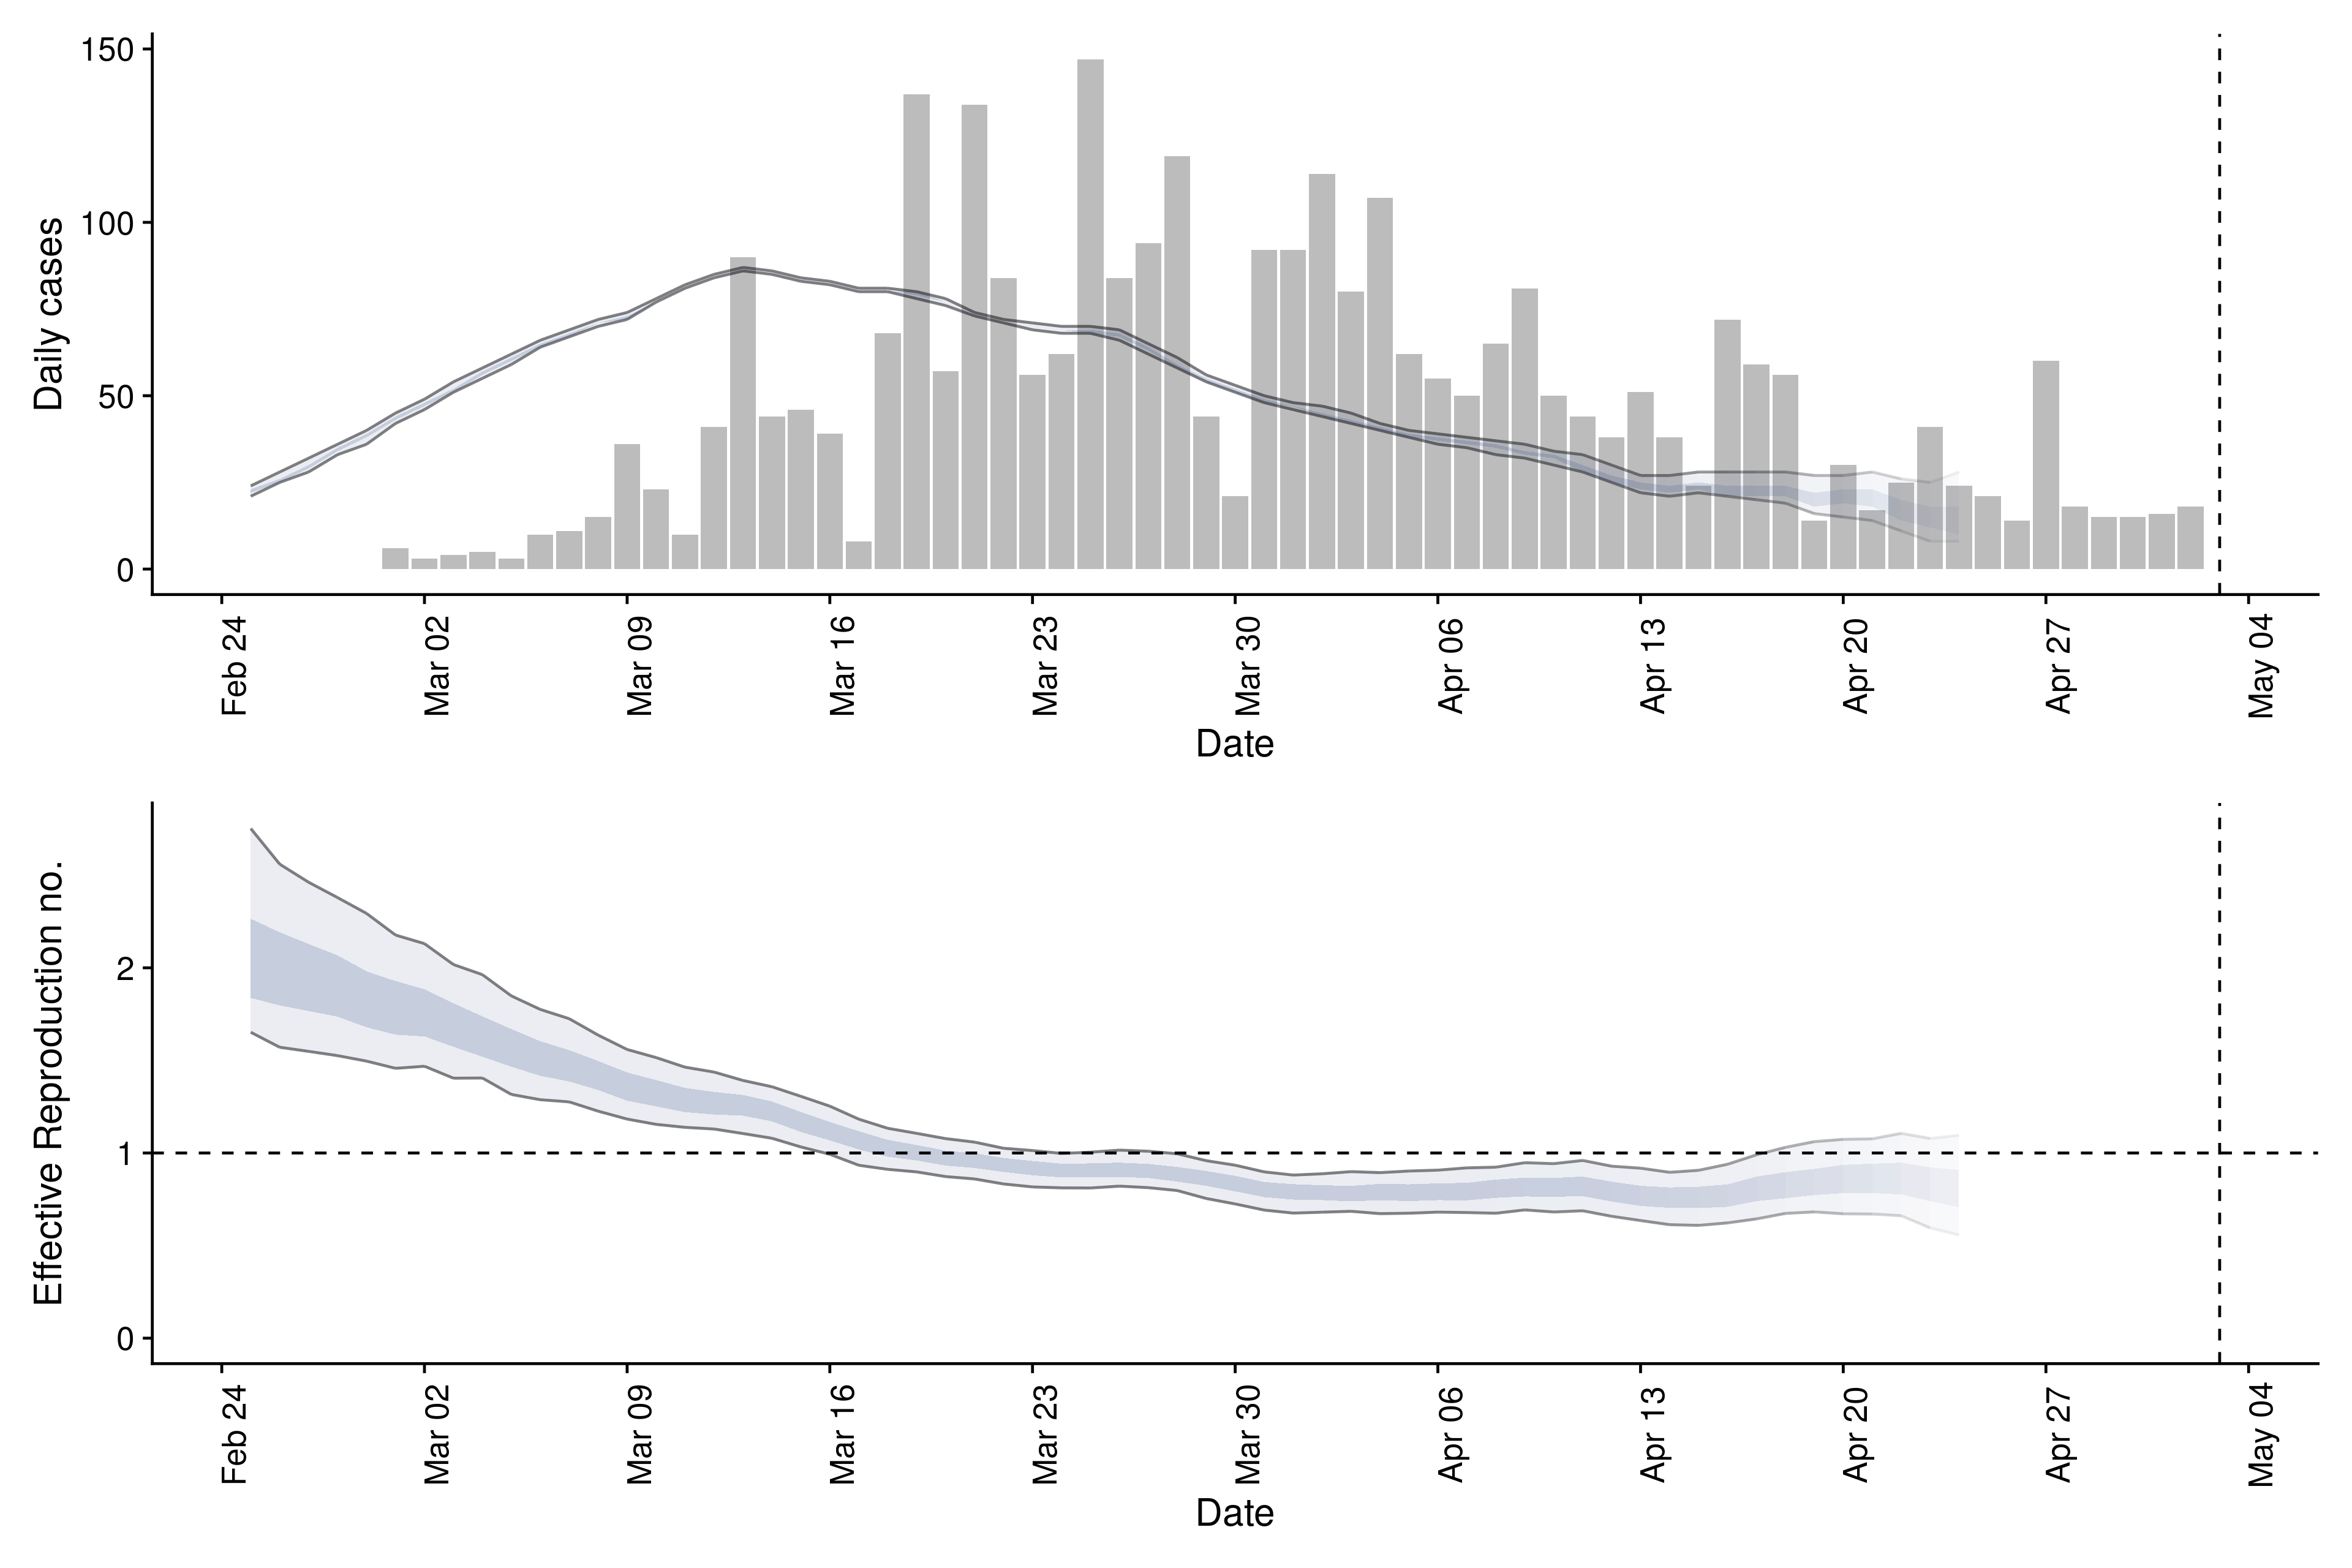 Daily cases
150
100
50
0
Feb 24
Mar 02
Mar 09
Mar 16
Mar 23
Mar 30
Apr 06
Apr 13
Apr 20
Apr 27
May 04
Date
Effective Reproduction no.
2
1
0
Feb 24
Mar 02
Mar 09
Mar 16
Mar 23
Mar 30
Apr 06
Apr 13
Apr 20
Apr 27
May 04
Date